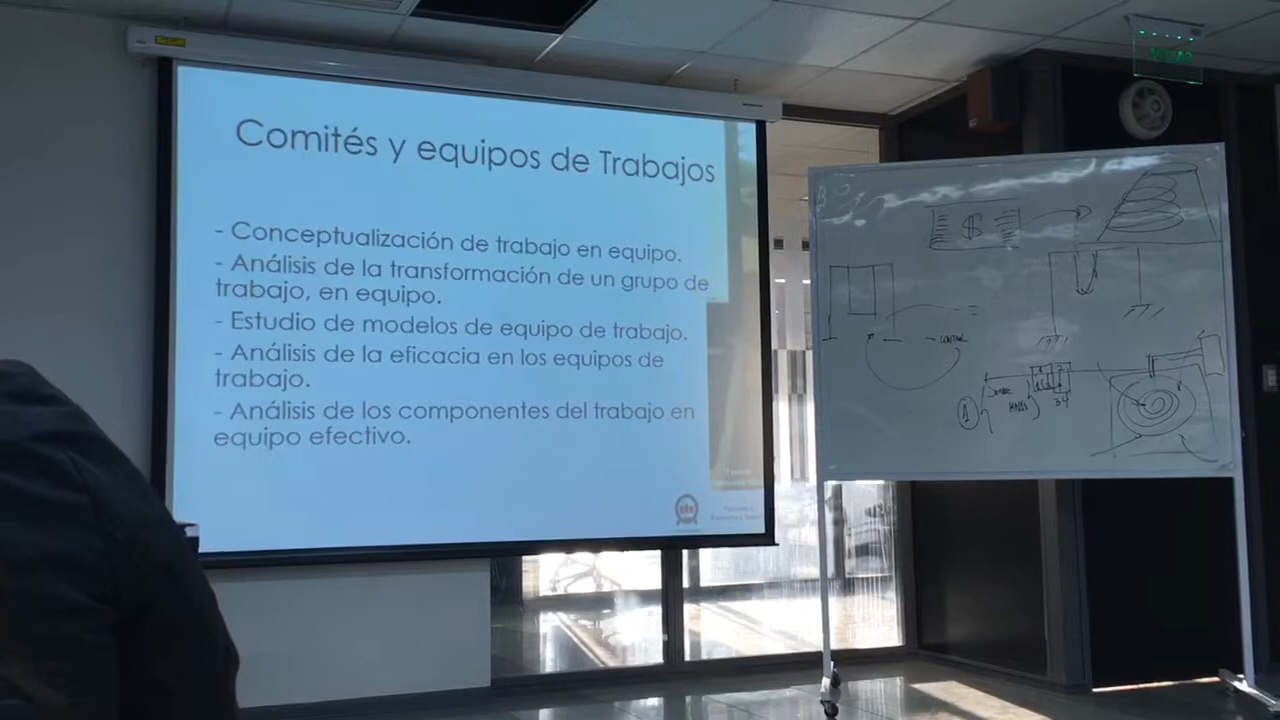 Comités y equipos de Trabajos
- Conceptualización de trabajo en equipo.
- Análisis de la transformación de un grupo de
trabajo, en equipo.
- Estudio de modelos de equipo de trabajo.
- Análisis de la eficacia en los equipos de
trabajo.
- Análisis de los componentes del trabajo en
equipo efectivo.
$